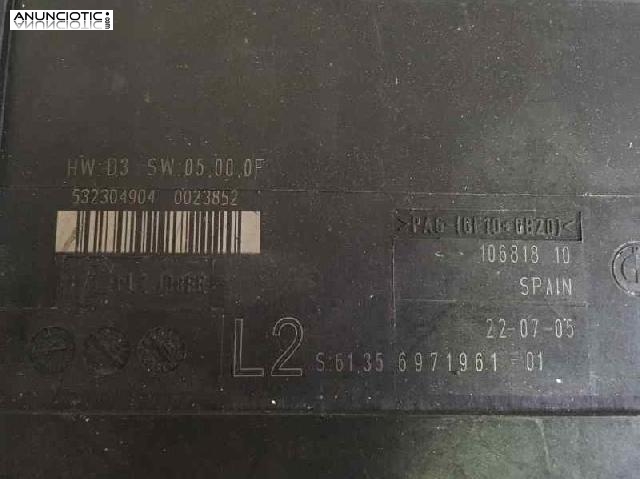 ANUNCIOTIC.com
HW:03 SW:05,00,0F
532304904 0023852
>PA6-(GF10+GB20)<
106818 10
SPAIN
22-07-05
L2 S:61.35 6971961-01